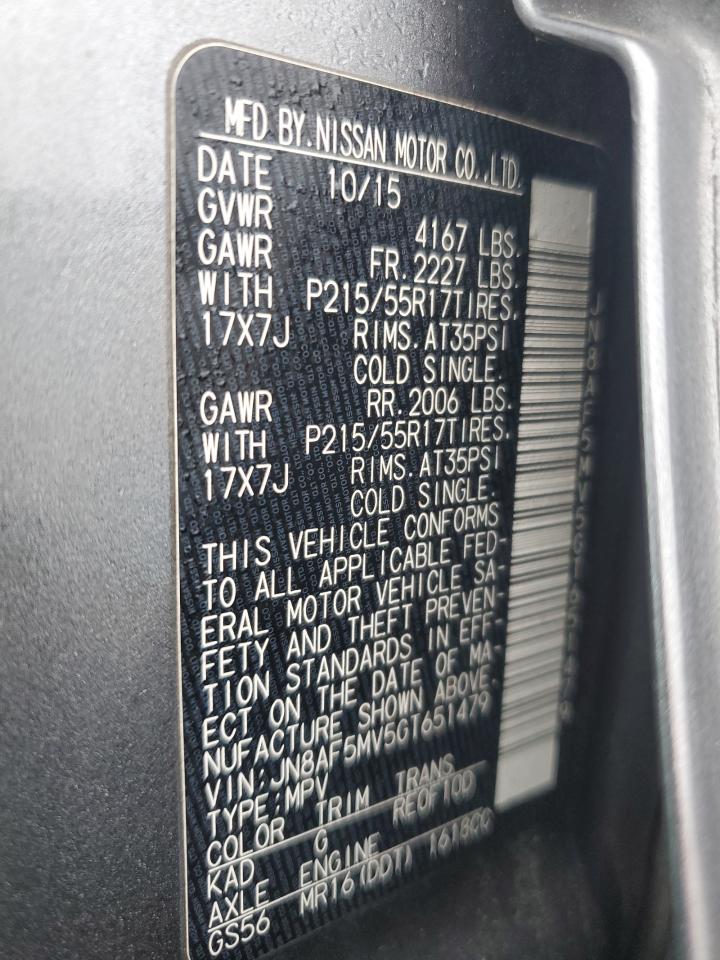 MFD BY.NISSAN MOTOR CO.,LTD.
DATE 10/15
GVWR 4167 LBS.
GAWR FR.2227 LBS.
WITH P215/55R17TIRES.
17X7J RIMS.AT35PSI
COLD SINGLE.
GAWR RR.2006 LBS.
WITH P215/55R17TIRES.
17X7J RIMS.AT35PSI
COLD SINGLE.
THIS VEHICLE CONFORMS
TO ALL APPLICABLE FED-
ERAL MOTOR VEHICLE SA-
FETY AND THEFT PREVEN-
TION STANDARDS IN EFF-
ECT ON THE DATE OF MA-
NUFACTURE SHOWN ABOVE.
VIN:JN8AF5MV5GT651479
TYPE:MPV
COLOR TRIM TRANS
KAD G RE0F10D
AXLE ENGINE
GS56 MR16(DDT) 1618CC
JN8AF5MV5GT651479